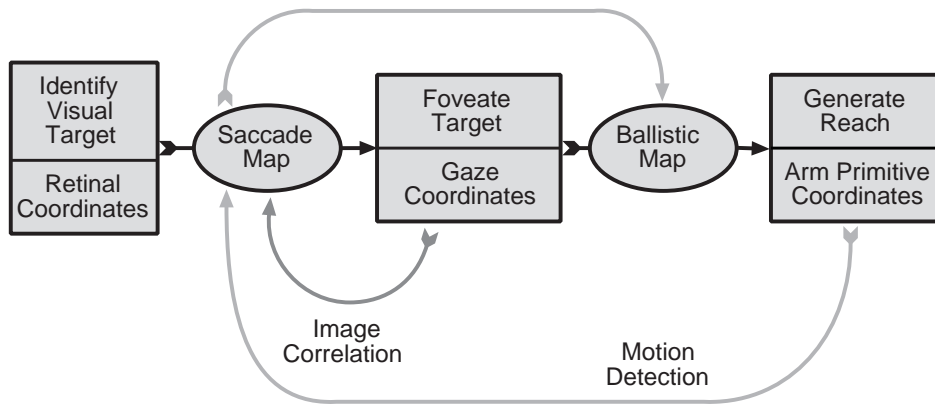 Identify
Visual
Target
Retinal
Coordinates
Saccade
Map
Foveate
Target
Gaze
Coordinates
Ballistic
Map
Generate
Reach
Arm Primitive
Coordinates
Image
Correlation
Motion
Detection